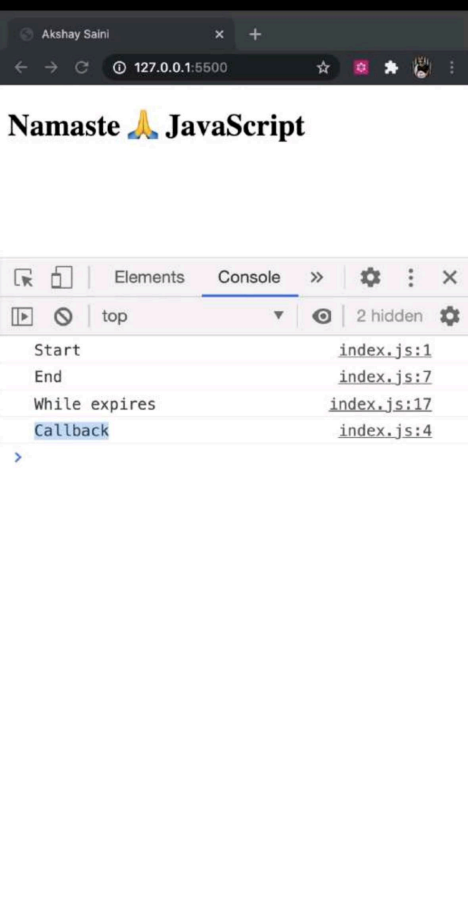 Akshay Saini
127.0.0.1:5500
Namaste 🙏 JavaScript
Elements Console
top 2 hidden
Start index.js:1
End index.js:7
While expires index.js:17
Callback index.js:4